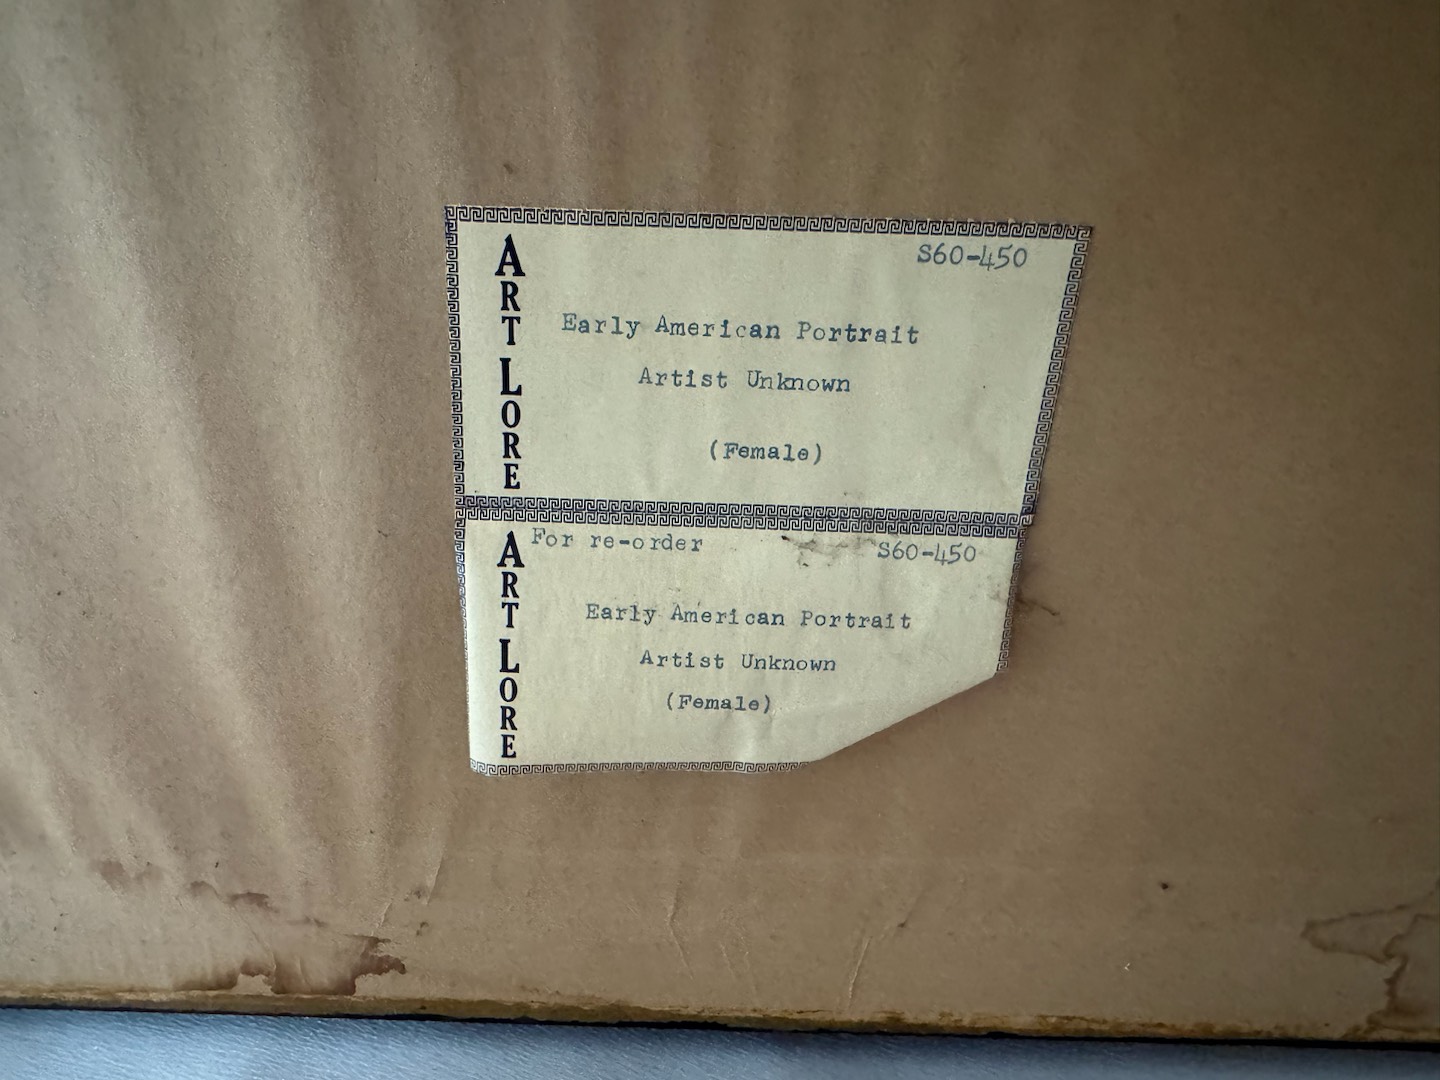 ART LORE
S60-450
Early American Portrait
Artist Unknown
(Female)
ART LORE
For re-order S60-450
Early American Portrait
Artist Unknown
(Female)